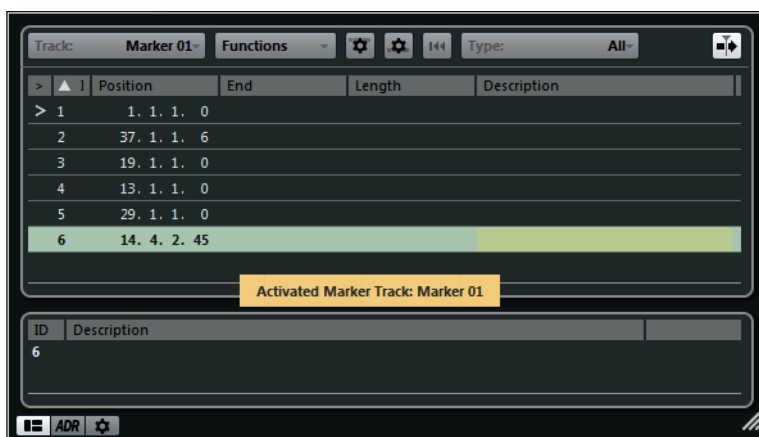 Track: Marker 01 Functions Type: All
> I Position End Length Description
> 1 1. 1. 1. 0
2 37. 1. 1. 6
3 19. 1. 1. 0
4 13. 1. 1. 0
5 29. 1. 1. 0
6 14. 4. 2. 45
Activated Marker Track: Marker 01
ID Description
6
ADR